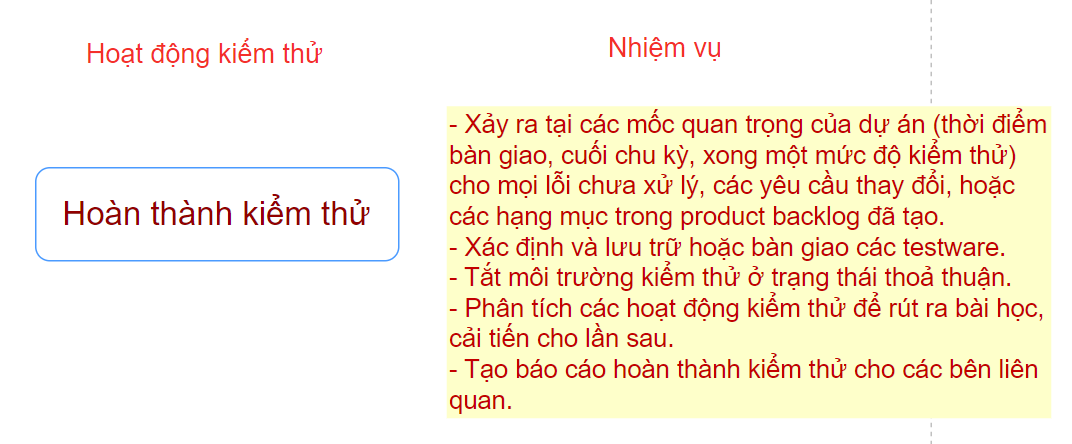 Hoạt động kiểm thử
Nhiệm vụ
Hoàn thành kiểm thử
- Xảy ra tại các mốc quan trọng của dự án (thời điểm
bàn giao, cuối chu kỳ, xong một mức độ kiểm thử)
cho mọi lỗi chưa xử lý, các yêu cầu thay đổi, hoặc
các hạng mục trong product backlog đã tạo.
- Xác định và lưu trữ hoặc bàn giao các testware.
- Tắt môi trường kiểm thử ở trạng thái thoả thuận.
- Phân tích các hoạt động kiểm thử để rút ra bài học,
cải tiến cho lần sau.
- Tạo báo cáo hoàn thành kiểm thử cho các bên liên
quan.